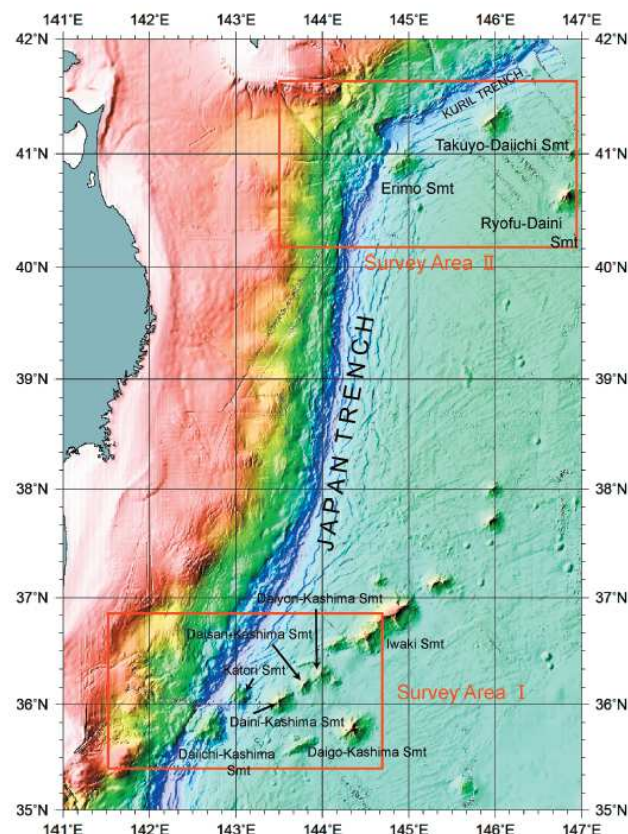 141°E 142°E 143°E 144°E 145°E 146°E 147°E
42°N 42°N
KURIL TRENCH
Takuyo-Daiichi Smt
41°N 41°N
Erimo Smt
Ryofu-Daini
Smt
Survey Area II
40°N 40°N
JAPAN TRENCH
39°N 39°N
38°N 38°N
37°N 37°N
Daiyon-Kashima Smt
Daisan-Kashima Smt
Iwaki Smt
Katori Smt
Survey Area I
36°N 36°N
Daini-Kashima Smt
Daiichi-Kashima
Smt
Daigo-Kashima Smt
35°N 35°N
141°E 142°E 143°E 144°E 145°E 146°E 147°E